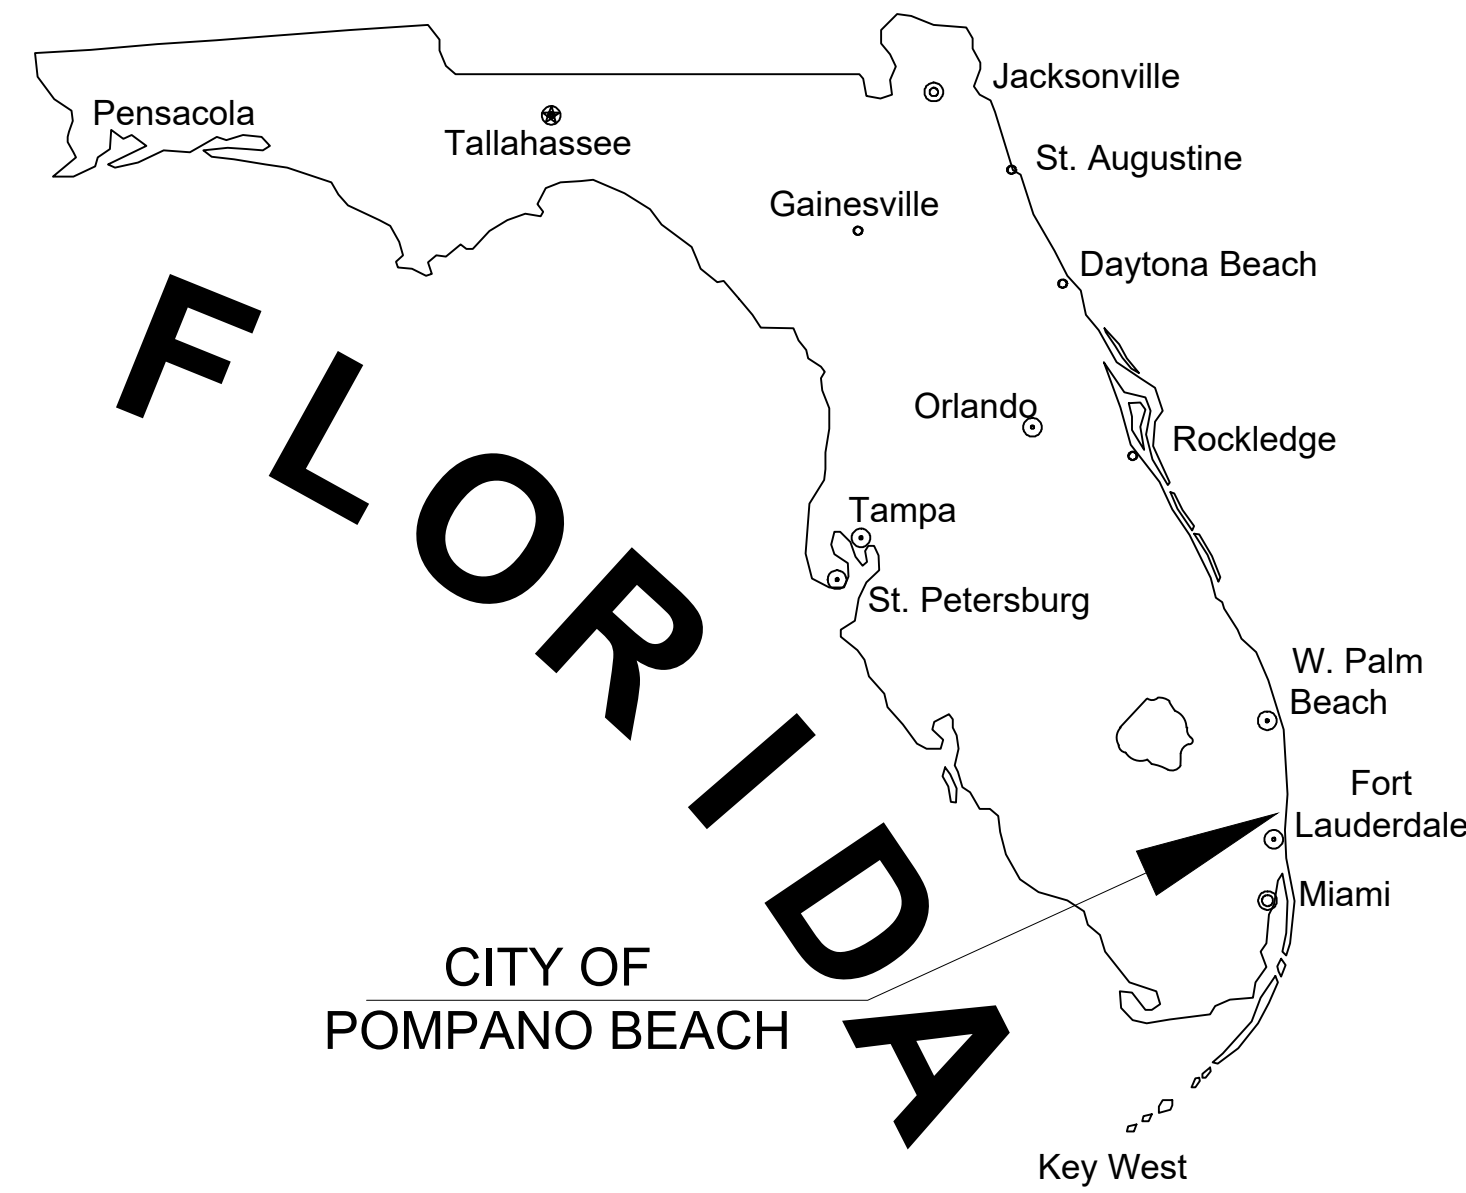 Jacksonville
Pensacola
Tallahassee
St. Augustine
Gainesville
Daytona Beach
FLORIDA
Orlando
Rockledge
Tampa
St. Petersburg
W. Palm
Beach
Fort
Lauderdale
Miami
CITY OF
POMPANO BEACH
Key West